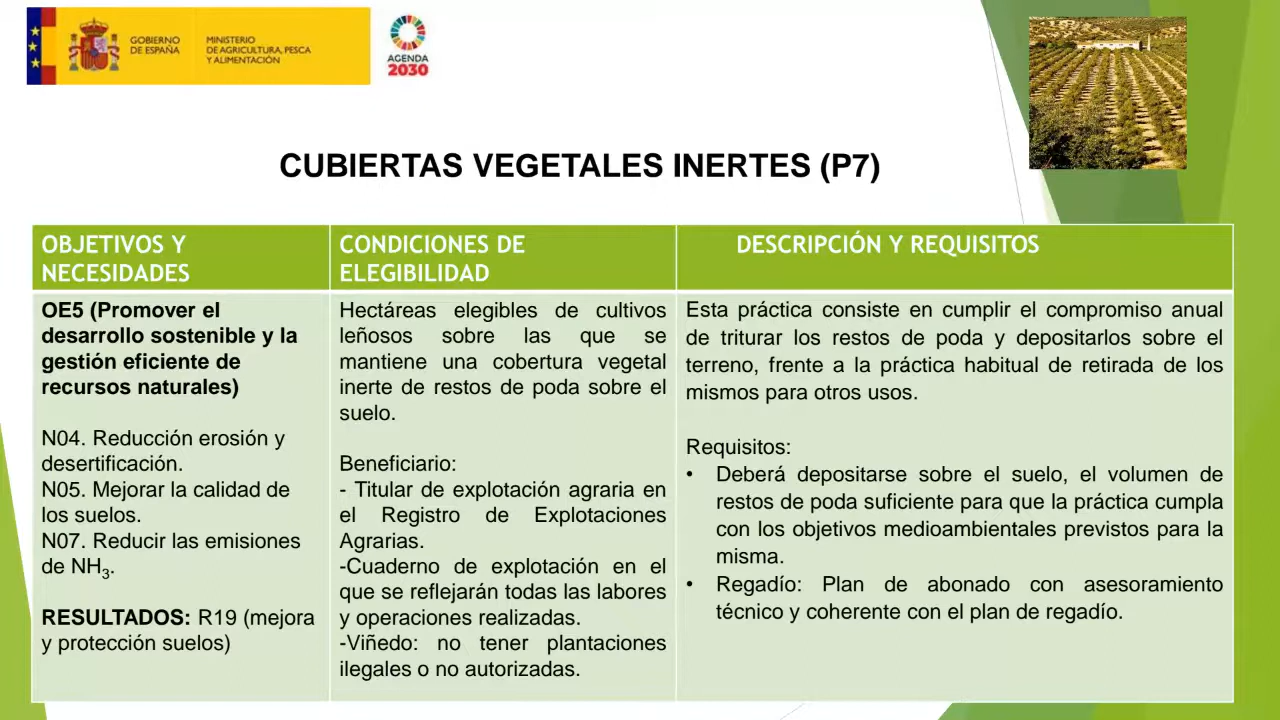 GOBIERNO
DE ESPAÑA
MINISTERIO
DE AGRICULTURA, PESCA
Y ALIMENTACIÓN
AGENDA
2030
CUBIERTAS VEGETALES INERTES (P7)
OBJETIVOS Y
NECESIDADES
OE5 (Promover el
desarrollo sostenible y la
gestión eficiente de
recursos naturales)
N04. Reducción erosión y
desertificación.
N05. Mejorar la calidad de
los suelos.
N07. Reducir las emisiones
de NH₃.
RESULTADOS: R19 (mejora
y protección suelos)
CONDICIONES DE
ELEGIBILIDAD
Hectáreas elegibles de cultivos
leñosos sobre las que se
mantiene una cobertura vegetal
inerte de restos de poda sobre el
suelo.
Beneficiario:
- Titular de explotación agraria en
el Registro de Explotaciones
Agrarias.
-Cuaderno de explotación en el
que se reflejarán todas las labores
y operaciones realizadas.
-Viñedo: no tener plantaciones
ilegales o no autorizadas.
DESCRIPCIÓN Y REQUISITOS
Esta práctica consiste en cumplir el compromiso anual
de triturar los restos de poda y depositarlos sobre el
terreno, frente a la práctica habitual de retirada de los
mismos para otros usos.
Requisitos:
• Deberá depositarse sobre el suelo, el volumen de
restos de poda suficiente para que la práctica cumpla
con los objetivos medioambientales previstos para la
misma.
• Regadío: Plan de abonado con asesoramiento
técnico y coherente con el plan de regadío.